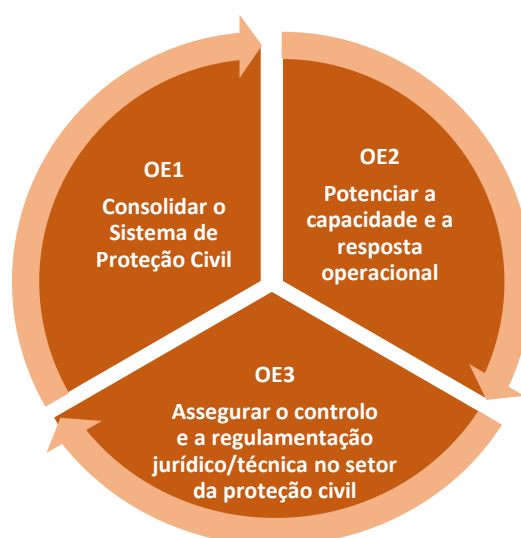 OE1
Consolidar o
Sistema de
Proteção Civil
OE2
Potenciar a
capacidade e a
resposta
operacional
OE3
Assegurar o controlo
e a regulamentação
jurídico/técnica no setor
da proteção civil